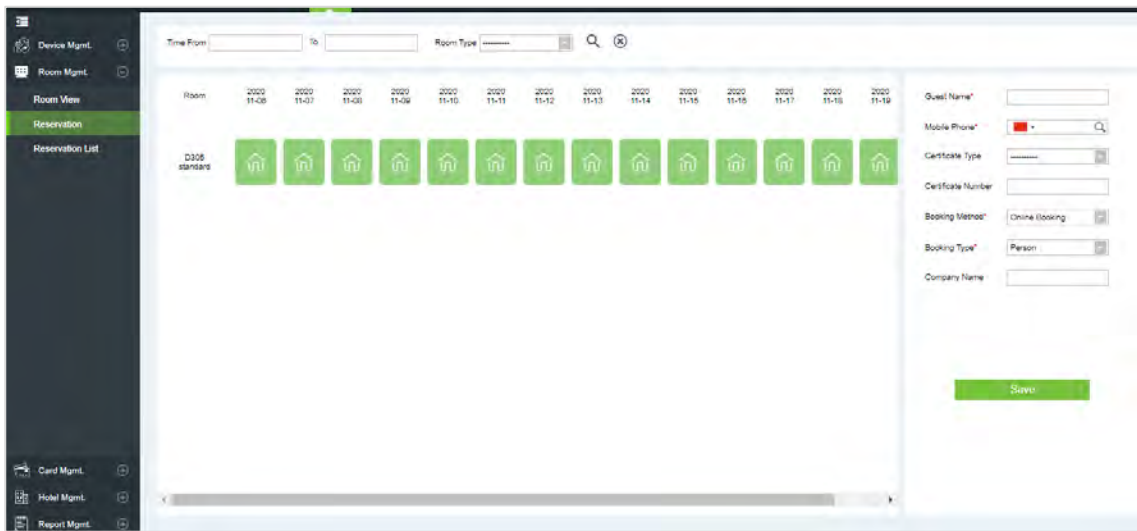 Time From
To
Room Type ----------
Device Mgmt.
Room Mgmt.
Room View
Reservation
Reservation List
Card Mgmt.
Hotel Mgmt.
Report Mgmt.
Room
2020 11-06
2020 11-07
2020 11-08
2020 11-09
2020 11-10
2020 11-11
2020 11-12
2020 11-13
2020 11-14
2020 11-15
2020 11-16
2020 11-17
2020 11-18
2020 11-19
standard
Guest Name*
Mobile Phone*
Certificate Type ----------
Certificate Number
Booking Method* Online Booking
Booking Type* Person
Company Name
Save